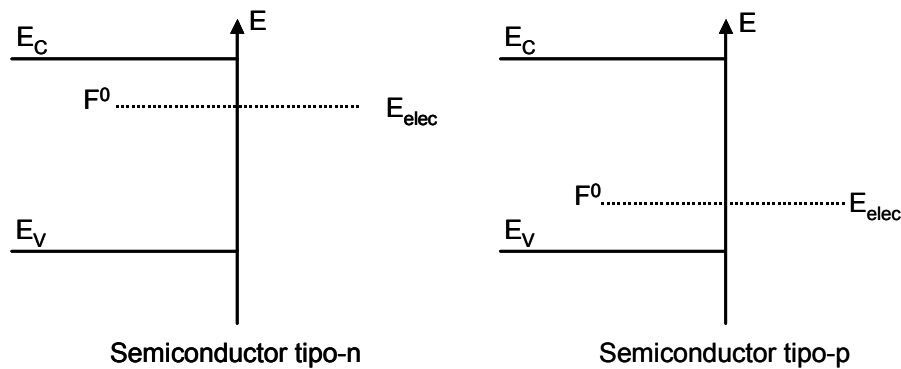 E
E_C
F^0
E_elec
E_V
Semiconductor tipo-n
E
E_C
F^0
E_elec
E_V
Semiconductor tipo-p